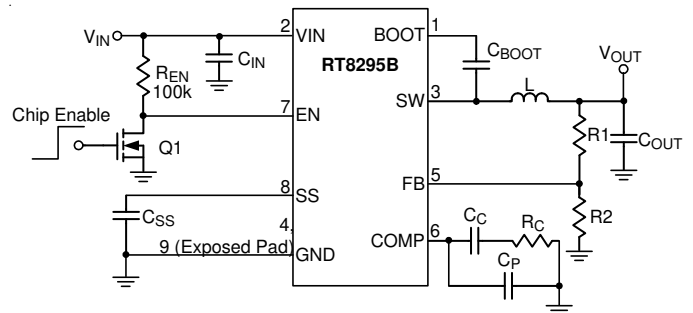 VIN
2
VIN
BOOT
1
CIN
RT8295B
CBOOT
VOUT
REN
100k
SW
3
L
Chip Enable
7
EN
Q1
R1
COUT
8
SS
FB
5
CSS
R2
4,
9 (Exposed Pad)
GND
COMP
6
CC
RC
CP